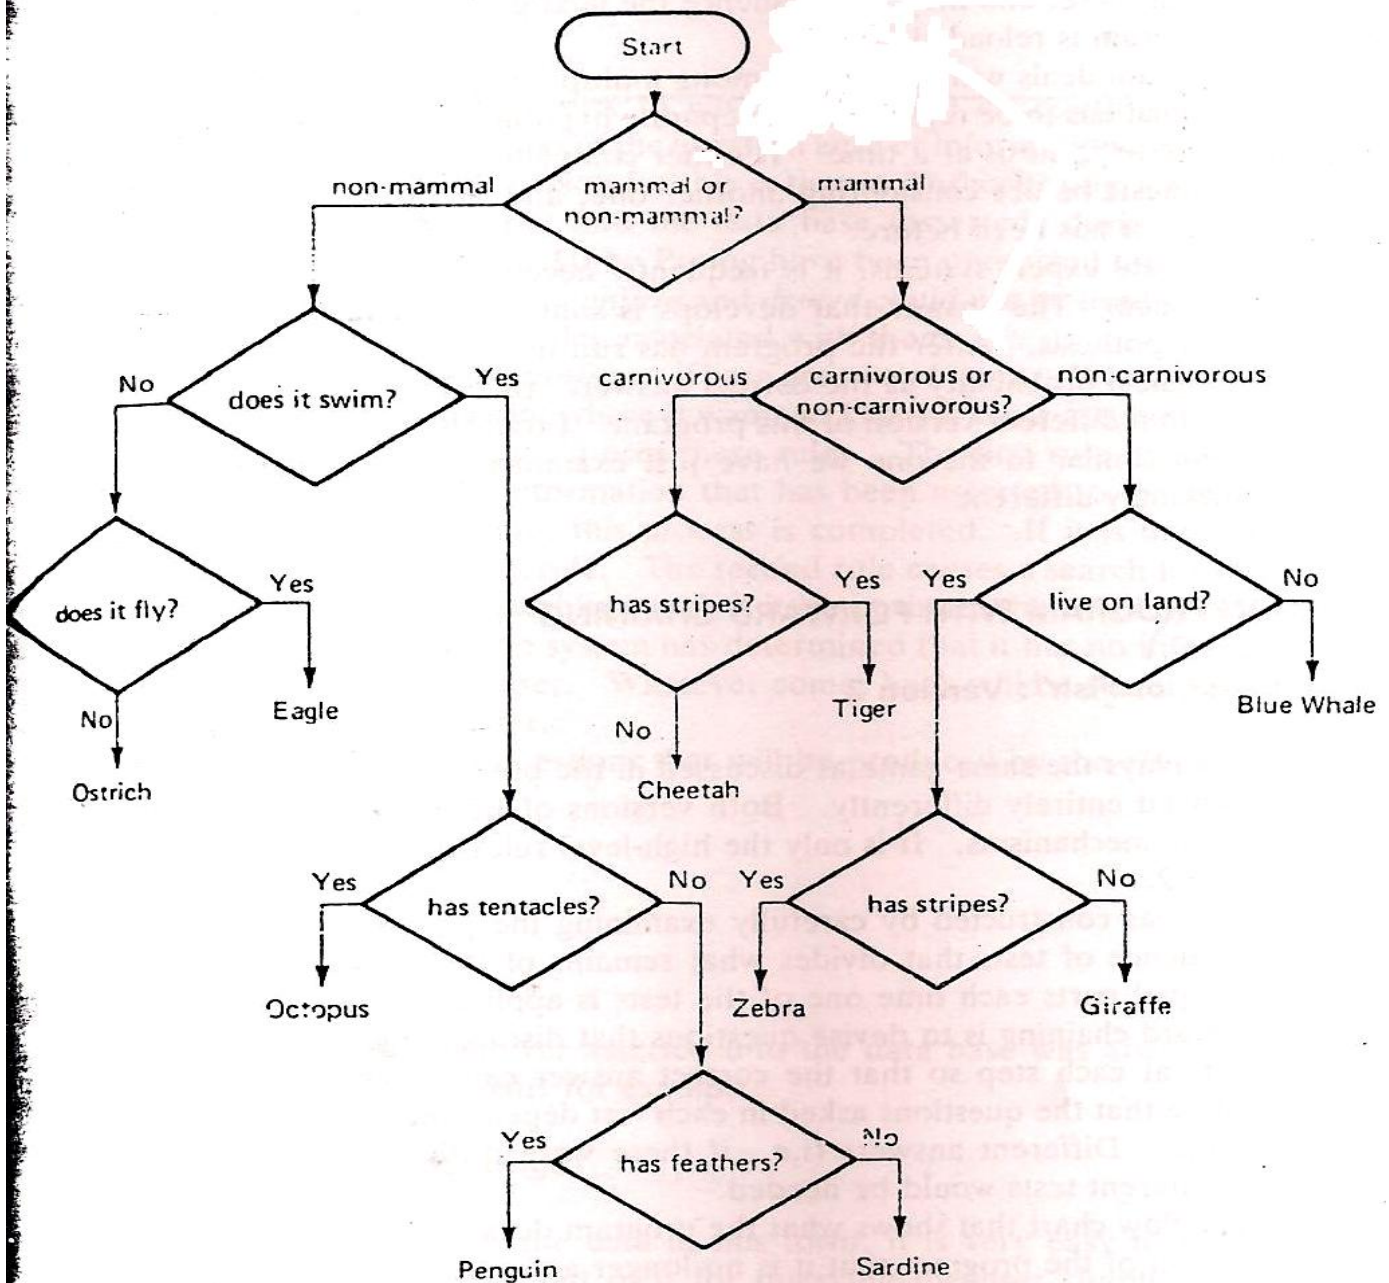 Start
non-mammal
mammal or
non-mammal?
mammal
No
does it swim?
Yes
carnivorous
carnivorous or
non-carnivorous?
non-carnivorous
does it fly?
Yes
has stripes?
Yes
Yes
live on land?
No
No
Eagle
No
Tiger
Blue Whale
Ostrich
Cheetah
Yes
has tentacles?
No
Yes
has stripes?
No
Octopus
Zebra
Giraffe
Yes
has feathers?
No
Penguin
Sardine